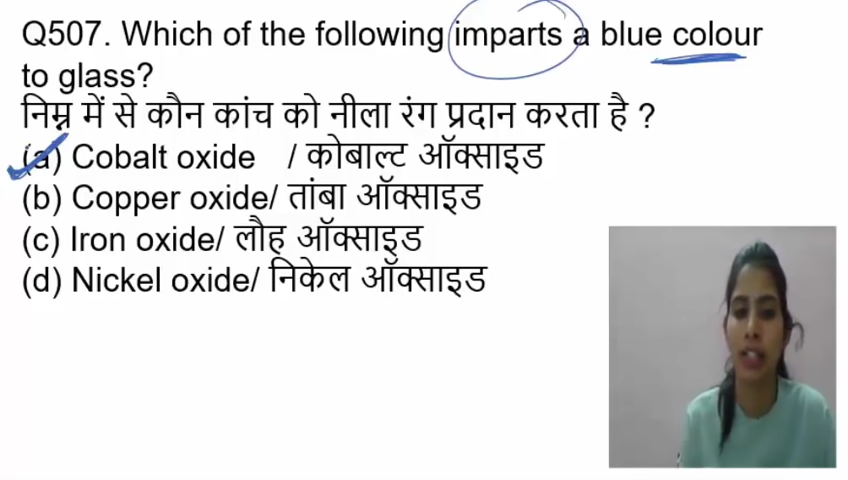 Q507. Which of the following imparts a blue colour
to glass?
निम्न में से कौन कांच को नीला रंग प्रदान करता है ?
(a) Cobalt oxide / कोबाल्ट ऑक्साइड
(b) Copper oxide/ तांबा ऑक्साइड
(c) Iron oxide/ लौह ऑक्साइड
(d) Nickel oxide/ निकेल ऑक्साइड